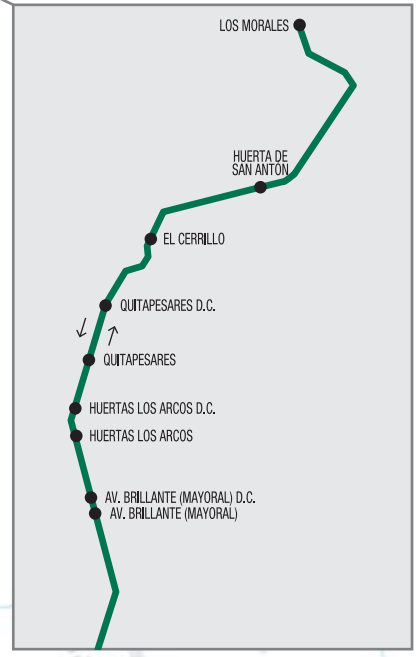 LOS MORALES
HUERTA DE
SAN ANTÓN
EL CERRILLO
QUITAPESARES D.C.
QUITAPESARES
HUERTAS LOS ARCOS D.C.
HUERTAS LOS ARCOS
AV. BRILLANTE (MAYORAL) D.C.
AV. BRILLANTE (MAYORAL)